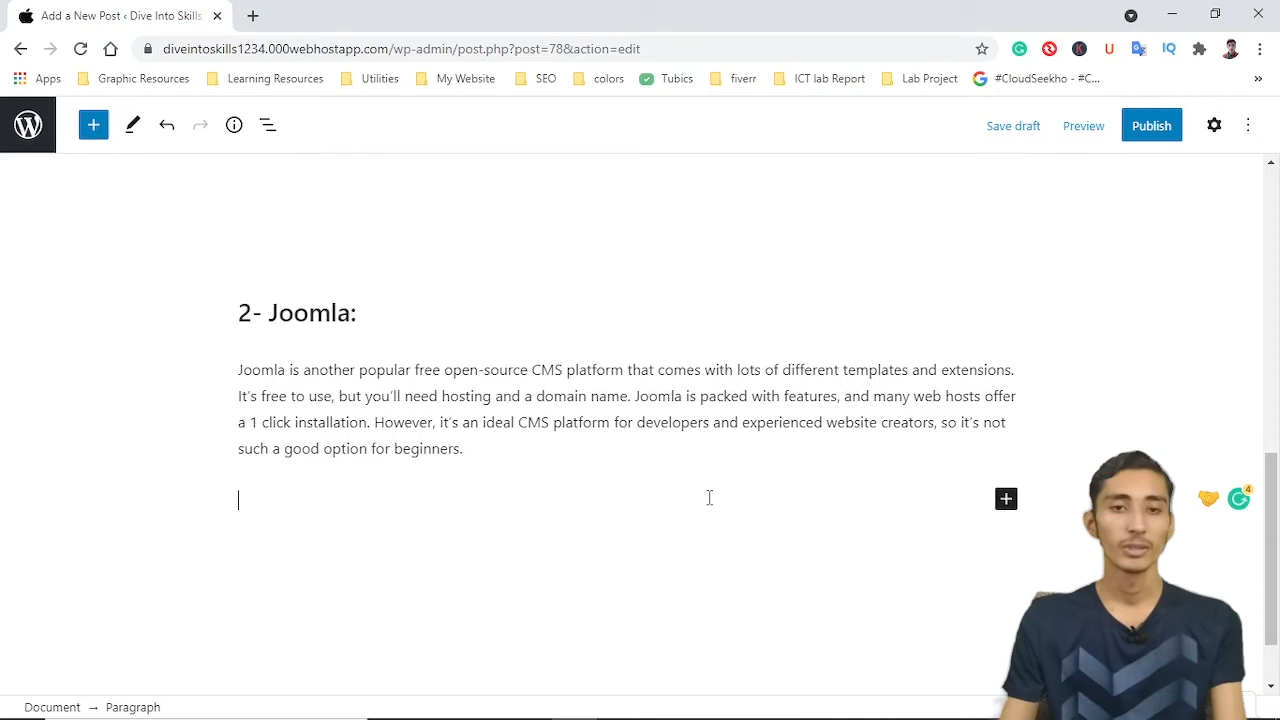 Add a New Post ‹ Dive Into Skills
diveintoskills1234.000webhostapp.com/wp-admin/post.php?post=78&action=edit
Apps Graphic Resources Learning Resources Utilities My Website SEO colors Tubics fiverr ICT lab Report Lab Project #CloudSeekho - #C... »
Save draft Preview Publish
2- Joomla:
Joomla is another popular free open-source CMS platform that comes with lots of different templates and extensions.
It’s free to use, but you’ll need hosting and a domain name. Joomla is packed with features, and many web hosts offer
a 1 click installation. However, it’s an ideal CMS platform for developers and experienced website creators, so it’s not
such a good option for beginners.
4
Document → Paragraph